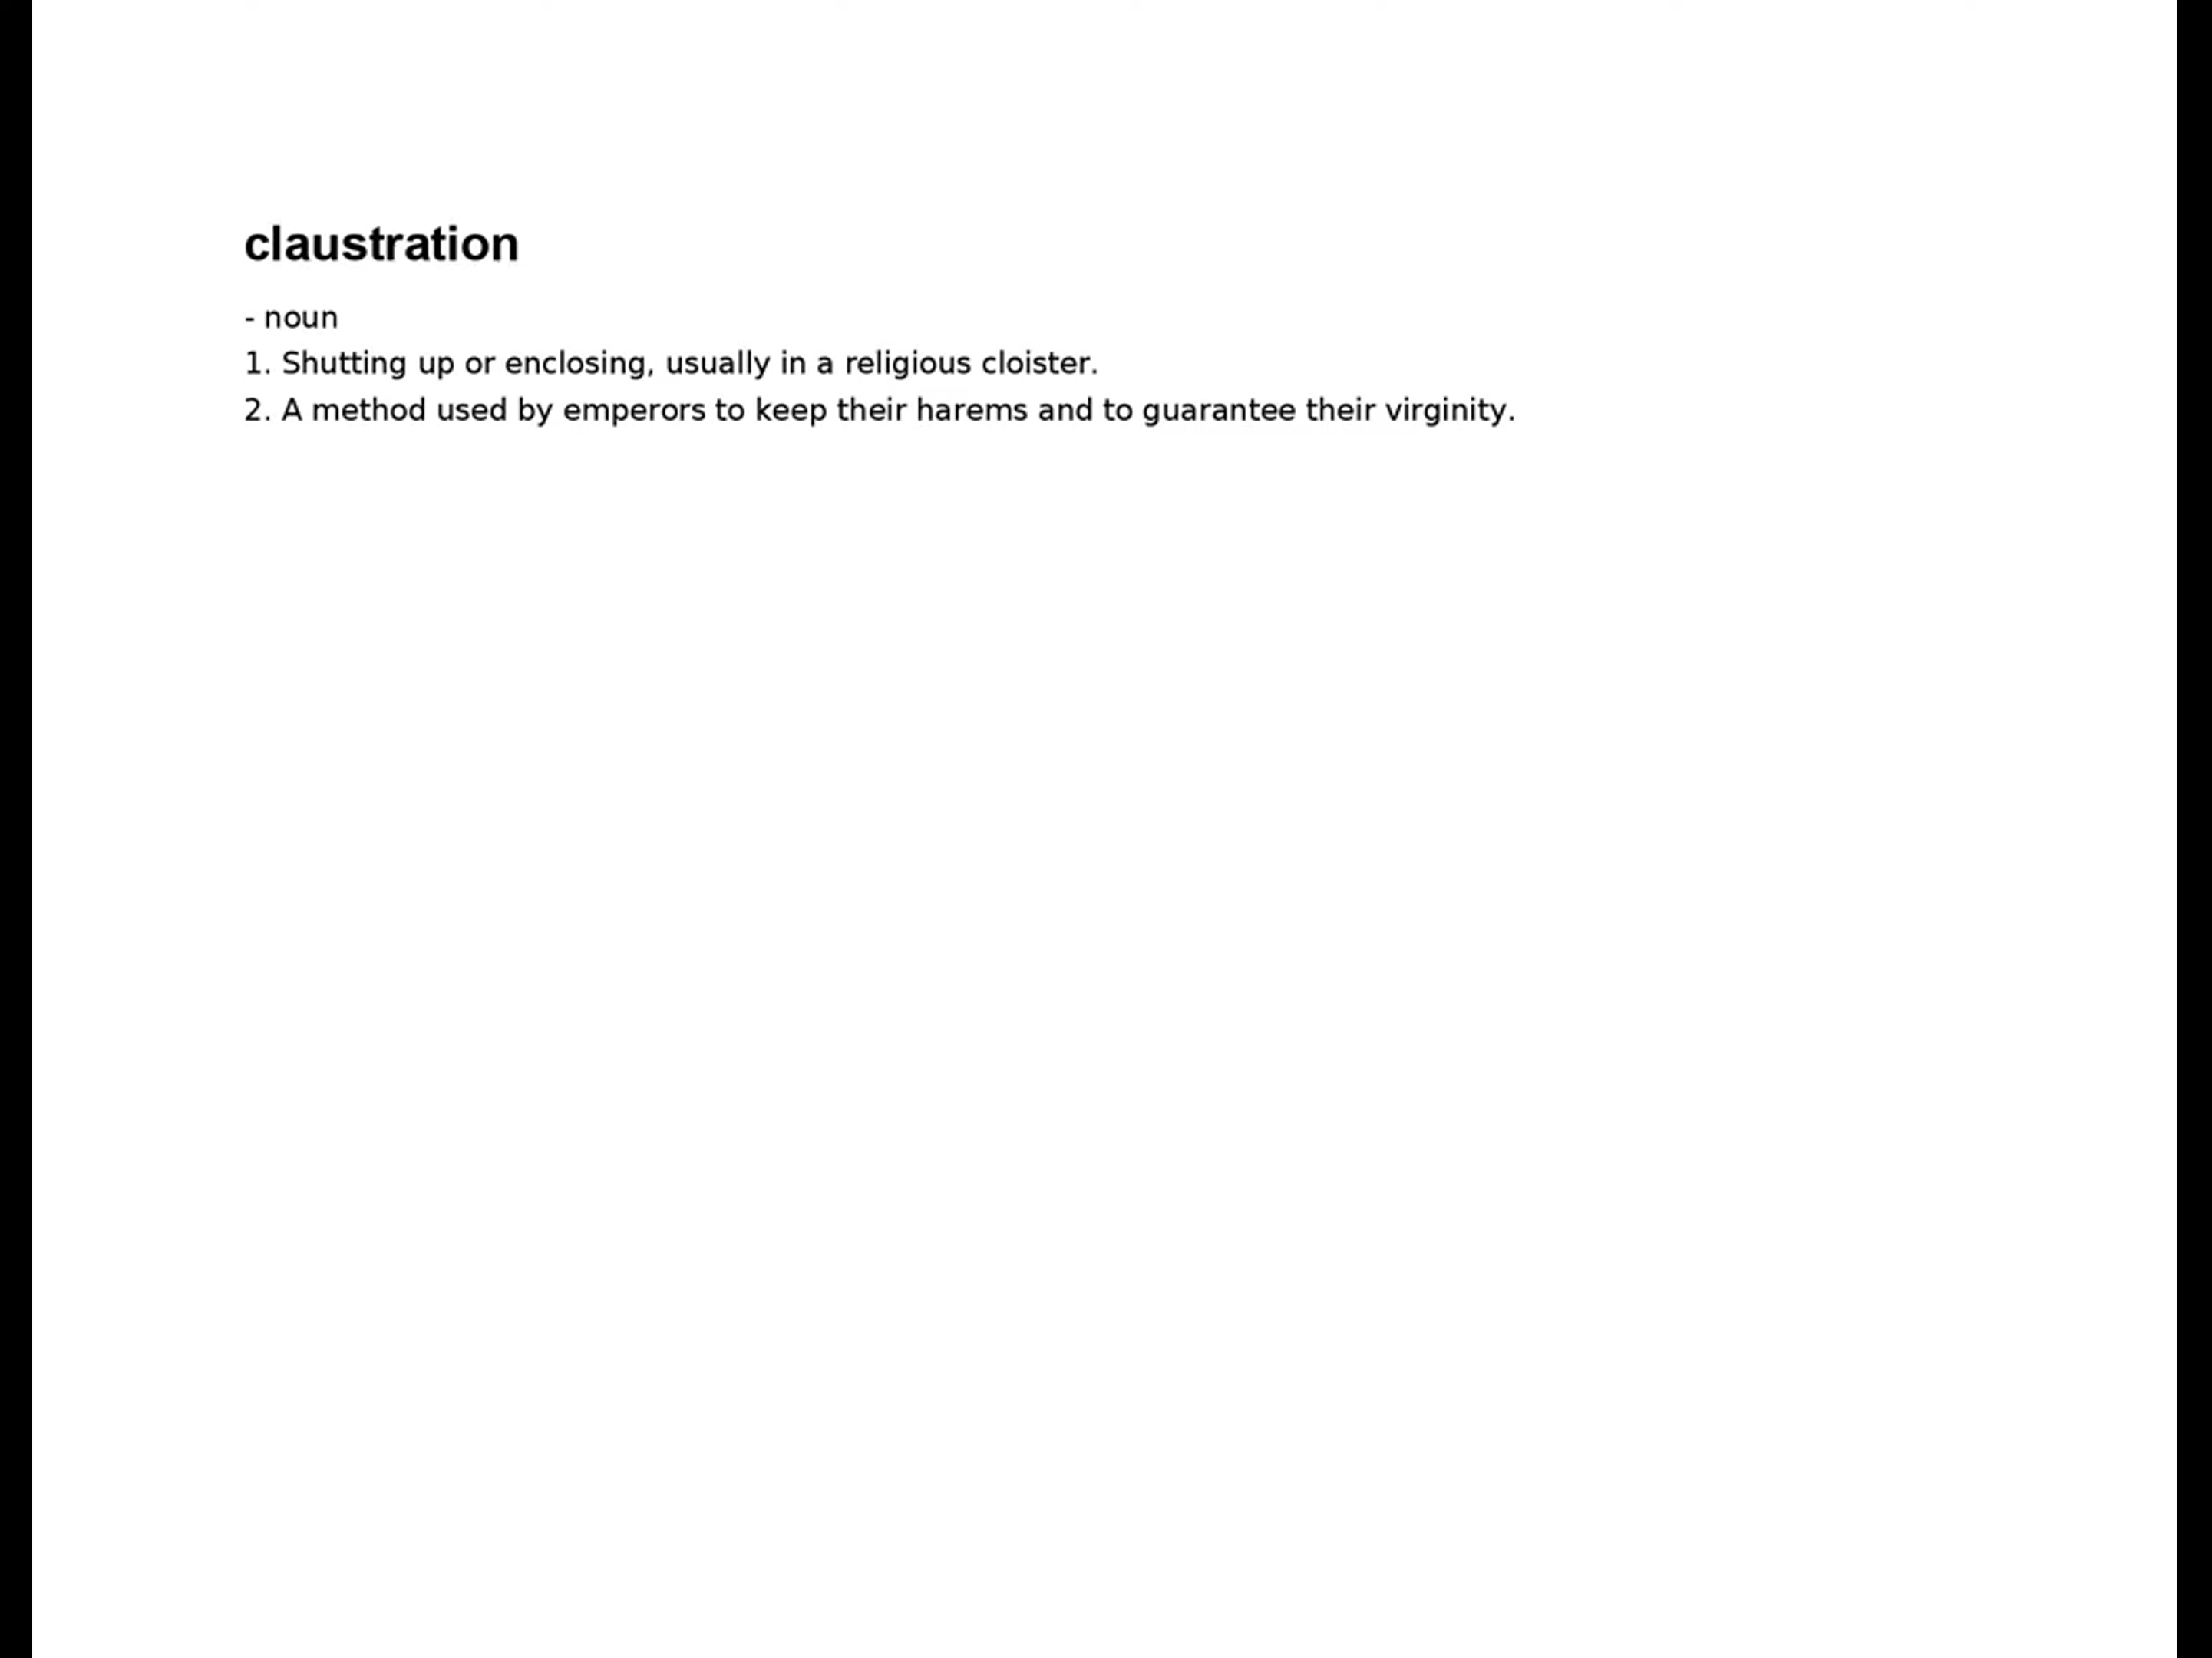 claustration
- noun
1. Shutting up or enclosing, usually in a religious cloister.
2. A method used by emperors to keep their harems and to guarantee their virginity.